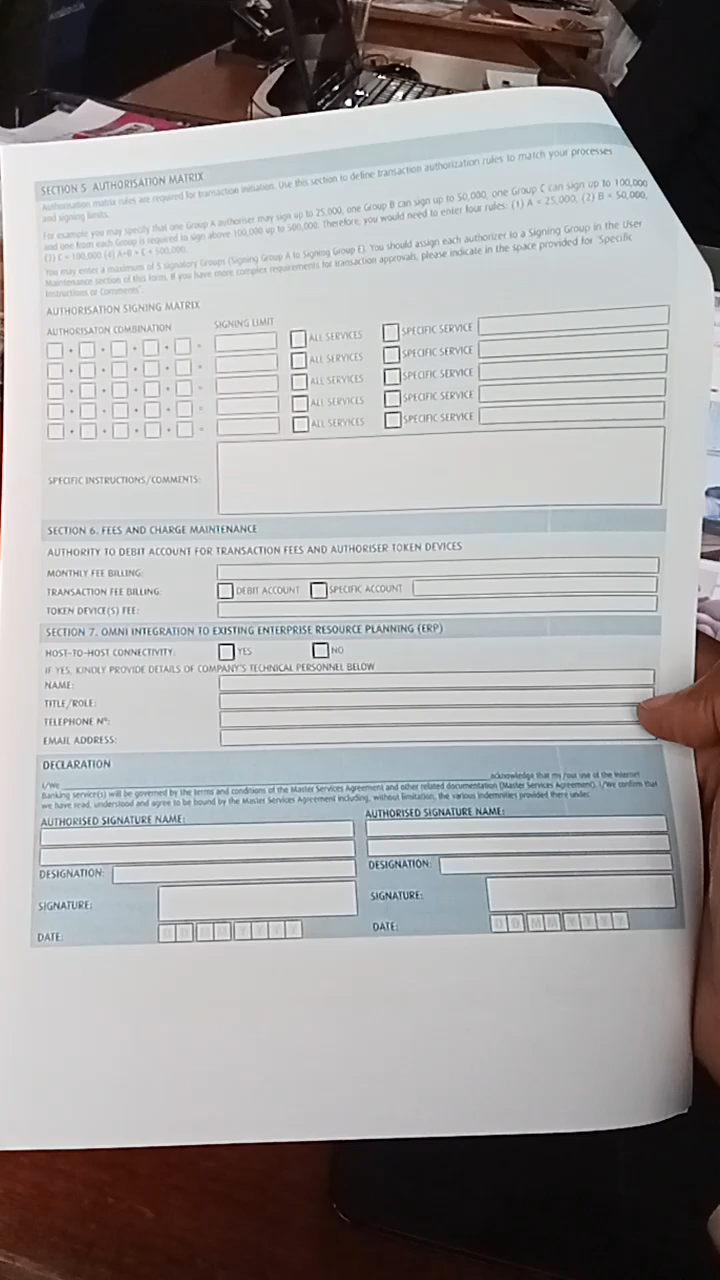 SECTION 5 AUTHORISATION MATRIX
Authorisation matrix rules are required for transaction initiation. Use this section to define transaction authorization rules to match your processes
and signing limits.
For example you may specify that one Group A authoriser may sign up to 25,000, one Group B can sign up to 50,000, one Group C can sign up to 100,000
and one from each Group is required to sign above 100,000 up to 500,000. Therefore, you would need to enter four rules: (1) A < 25,000, (2) B < 50,000,
(3) C < 100,000 (4) A+B + C < 500,000.
You may enter a maximum of 5 signatory Groups (Signing Group A to Signing Group E). You should assign each authorizer to a Signing Group in the User
Maintenance section of this form. If you have more complex requirements for transaction approvals, please indicate in the space provided for 'Specific
Instructions or Comments'
AUTHORISATION SIGNING MATRIX
AUTHORISATON COMBINATION SIGNING LIMIT
+ + + + = ALL SERVICES SPECIFIC SERVICE
+ + + + = ALL SERVICES SPECIFIC SERVICE
+ + + + = ALL SERVICES SPECIFIC SERVICE
+ + + + = ALL SERVICES SPECIFIC SERVICE
+ + + + = ALL SERVICES SPECIFIC SERVICE
SPECIFIC INSTRUCTIONS/COMMENTS:
SECTION 6. FEES AND CHARGE MAINTENANCE
AUTHORITY TO DEBIT ACCOUNT FOR TRANSACTION FEES AND AUTHORISER TOKEN DEVICES
MONTHLY FEE BILLING:
TRANSACTION FEE BILLING: DEBIT ACCOUNT SPECIFIC ACCOUNT
TOKEN DEVICE(S) FEE:
SECTION 7. OMNI INTEGRATION TO EXISTING ENTERPRISE RESOURCE PLANNING (ERP)
HOST-TO-HOST CONNECTIVITY: YES NO
IF YES, KINDLY PROVIDE DETAILS OF COMPANY'S TECHNICAL PERSONNEL BELOW
NAME:
TITLE/ROLE:
TELEPHONE Nº:
EMAIL ADDRESS:
DECLARATION
I/We acknowledge that my /our use of the Internet
Banking service(s) will be governed by the terms and conditions of the Master Services Agreement and other related documentation (Master Services Agreement). I/We confirm that
we have read, understood and agree to be bound by the Master Services Agreement including, without limitation, the various indemnities provided there under.
AUTHORISED SIGNATURE NAME: AUTHORISED SIGNATURE NAME:
DESIGNATION: DESIGNATION:
SIGNATURE: SIGNATURE:
DATE: D D M M Y Y Y Y DATE: D D M M Y Y Y Y